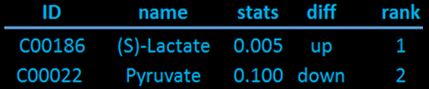 ID name stats diff rank
C00186 (S)-Lactate 0.005 up 1
C00022 Pyruvate 0.100 down 2